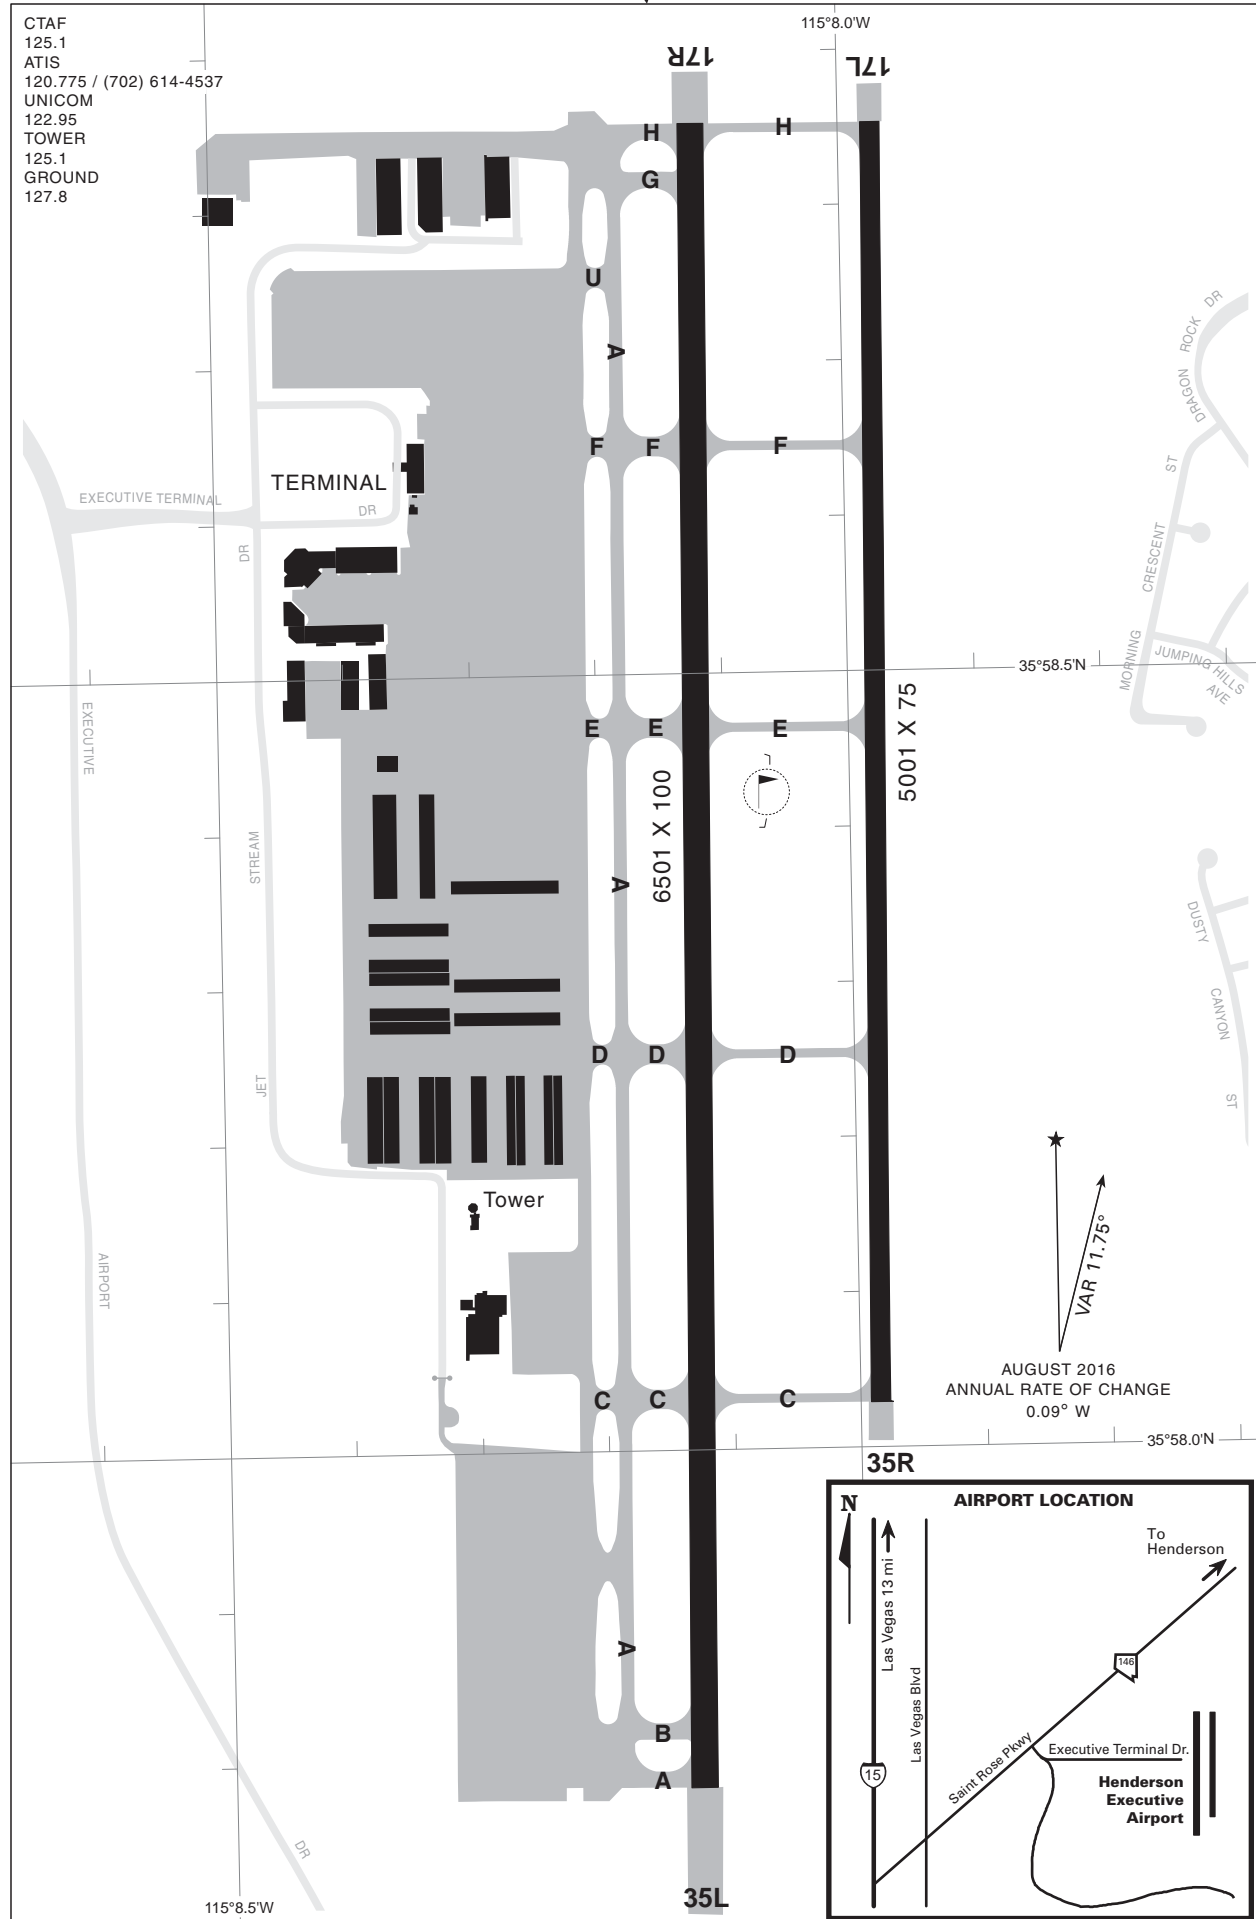 CTAF
125.1
ATIS
120.775 / (702) 614-4537
UNICOM
122.95
TOWER
125.1
GROUND
127.8
115°8.0'W
17R
17L
H
H
G
U
A
F
F
F
TERMINAL
EXECUTIVE TERMINAL
DR
DR
DRAGON ROCK DR
MORNING CRESCENT ST
JUMPING HILLS
AVE
35°58.5'N
EXECUTIVE
E
E
E
6501 X 100
5001 X 75
STREAM
A
DUSTY CANYON ST
D
D
D
JET
Tower
AIRPORT
VAR 11.75°
AUGUST 2016
ANNUAL RATE OF CHANGE
0.09° W
C
C
C
35°58.0'N
35R
A
B
A
DR
115°8.5'W
35L
AIRPORT LOCATION
N
To
Henderson
Las Vegas 13 mi
Las Vegas Blvd
146
Saint Rose Pkwy
Executive Terminal Dr.
15
Henderson
Executive
Airport